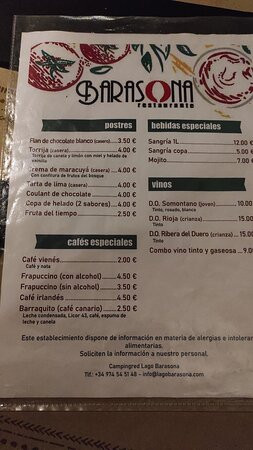 BARASONA
restaurante
postres
Flan de chocolate blanco (casero) 3.50 €
Torrija (casera) 4.00 €
Torrija de canela y limón con miel y helado de vainilla
Crema de maracuyá (casera) 4.00 €
Con confitura de frutos del bosque
Tarta de lima (casera) 4.00 €
Coulant de chocolate 4.00 €
Copa de helado (2 sabores) 4.00 €
Fruta del tiempo 2.50 €
cafés especiales
Café vienés 2.00 €
Café y nata
Frapuccino (con alcohol) 4.50 €
Frapuccino (sin alcohol) 3.50 €
Café irlandés 4.50 €
Barraquito (café canario) 2.50 €
Leche condensada, Licor 43, café, espuma de leche y canela
bebidas especiales
Sangría 1L 12.00 €
Sangría copa 5.00 €
Mojito 7.00 €
vinos
D.O. Somontano (joven) 10.00
Tinto, rosado, blanco
D.O. Rioja (crianza) 15.00
Tinto
D.O. Ribera del Duero (crianza) 15.00
Tinto
Combo vino tinto y gaseosa 9.0
Este establecimiento dispone de información en materia de alergias e intoleran
alimentarias.
Soliciten la información a nuestro personal.
Campingred Lago Barasona
Tlf.: +34 974 54 51 48 - info@lagobarasona.com